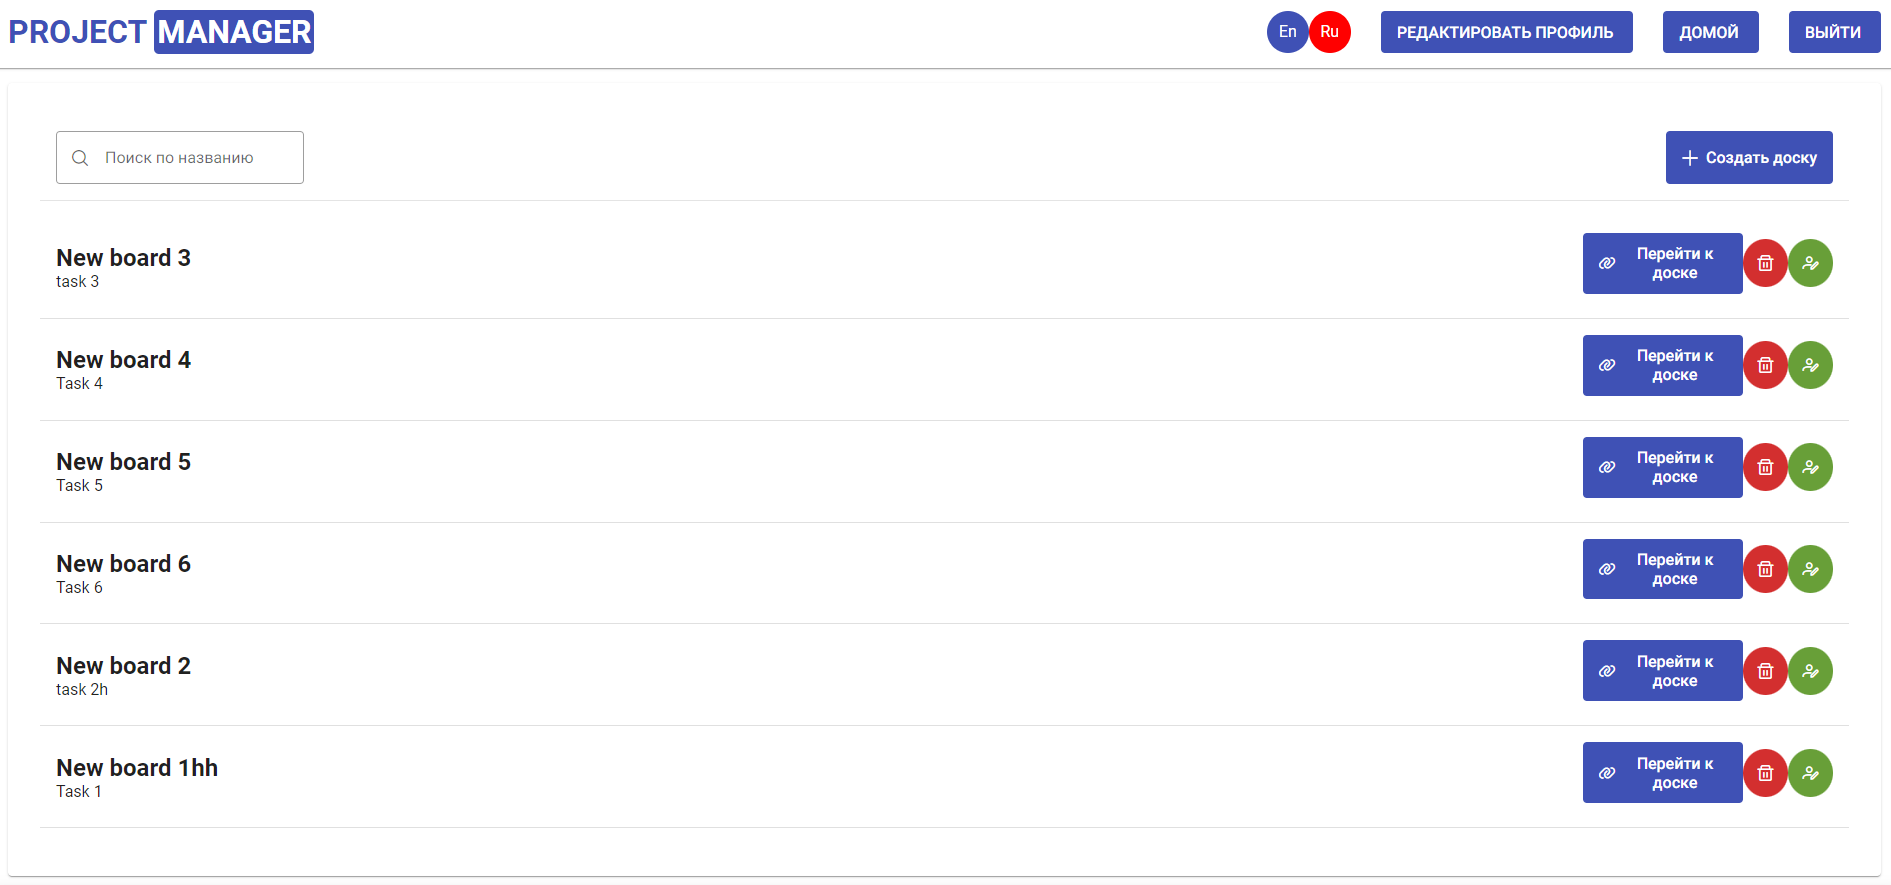 PROJECT MANAGER
En Ru РЕДАКТИРОВАТЬ ПРОФИЛЬ ДОМОЙ ВЫЙТИ
Поиск по названию
Создать доску
New board 3
task 3
Перейти к
доске
New board 4
Task 4
Перейти к
доске
New board 5
Task 5
Перейти к
доске
New board 6
Task 6
Перейти к
доске
New board 2
task 2h
Перейти к
доске
New board 1hh
Task 1
Перейти к
доске